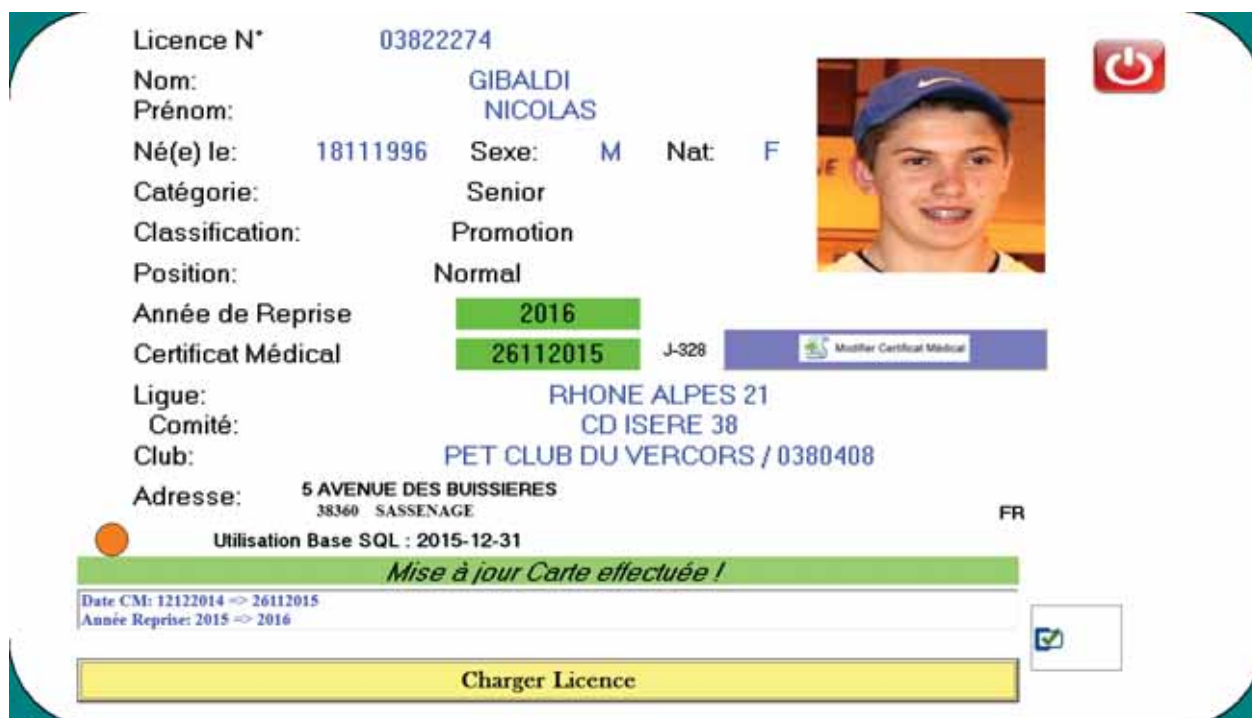 Licence N° 03822274
Nom: GIBALDI
Prénom: NICOLAS
Né(e) le: 18111996 Sexe: M Nat: F
Catégorie: Senior
Classification: Promotion
Position: Normal
Année de Reprise 2016
Certificat Médical 26112015 J-328 Modifier Certificat Médical
Ligue: RHONE ALPES 21
Comité: CD ISERE 38
Club: PET CLUB DU VERCORS / 0380408
Adresse: 5 AVENUE DES BUISSIERES
38360 SASSENAGE
FR
Utilisation Base SQL : 2015-12-31
Mise à jour Carte effectuée !
Date CM: 12122014 => 26112015
Année Reprise: 2015 => 2016
Charger Licence